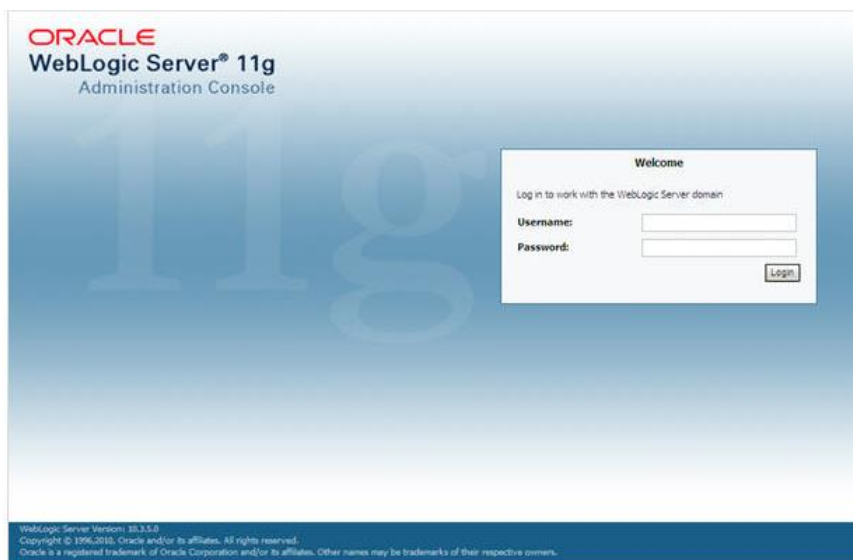 ORACLE
WebLogic Server® 11g
Administration Console
11g
Welcome
Log in to work with the WebLogic Server domain
Username:
Password:
Login
WebLogic Server Version: 10.3.5.0
Copyright © 1996,2010, Oracle and/or its affiliates. All rights reserved.
Oracle is a registered trademark of Oracle Corporation and/or its affiliates. Other names may be trademarks of their respective owners.